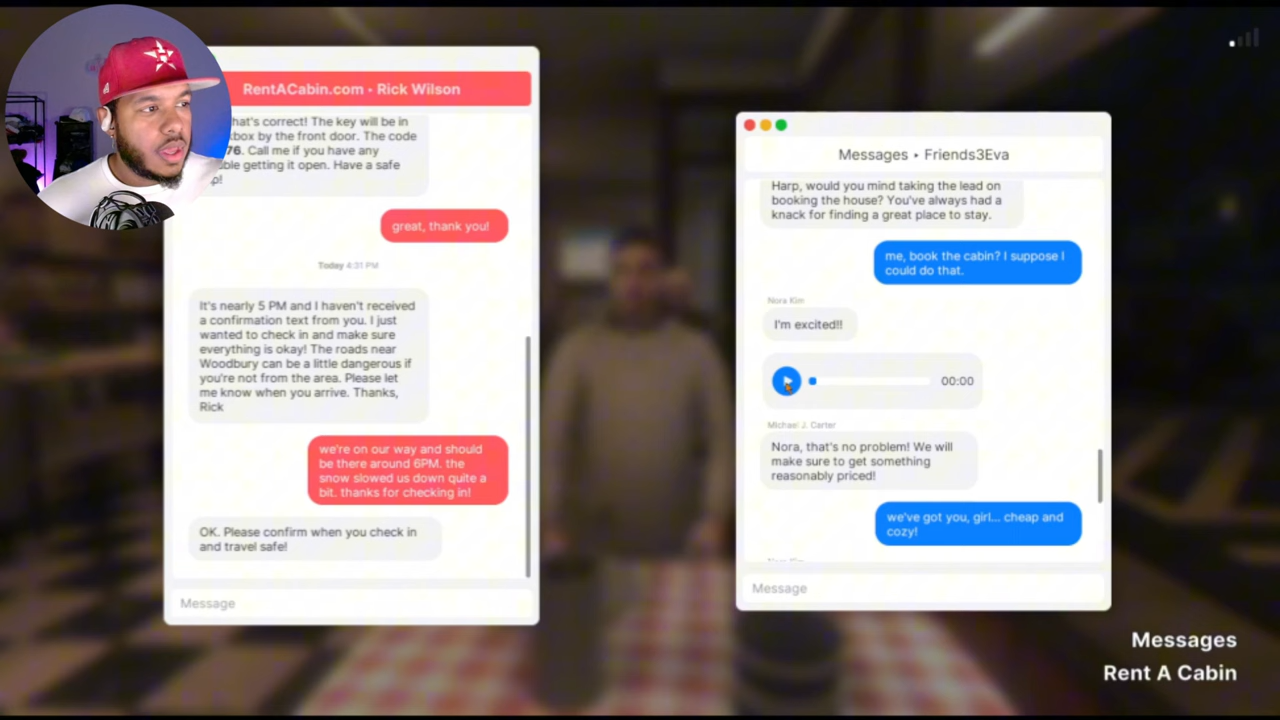 RentACabin.com • Rick Wilson
hat's correct! The key will be in
box by the front door. The code
76. Call me if you have any
ble getting it open. Have a safe
p!
great, thank you!
Today 4:31 PM
It's nearly 5 PM and I haven't received
a confirmation text from you. I just
wanted to check in and make sure
everything is okay! The roads near
Woodbury can be a little dangerous if
you're not from the area. Please let
me know when you arrive. Thanks,
Rick
we're on our way and should
be there around 6PM. the
snow slowed us down quite a
bit. thanks for checking in!
OK. Please confirm when you check in
and travel safe!
Message
Messages ‣ Friends3Eva
Harp, would you mind taking the lead on
booking the house? You've always had a
knack for finding a great place to stay.
me, book the cabin? I suppose I
could do that.
Nora Kim
I'm excited!!
00:00
Michael J. Carter
Nora, that's no problem! We will
make sure to get something
reasonably priced!
we've got you, girl... cheap and
cozy!
Message
Messages
Rent A Cabin